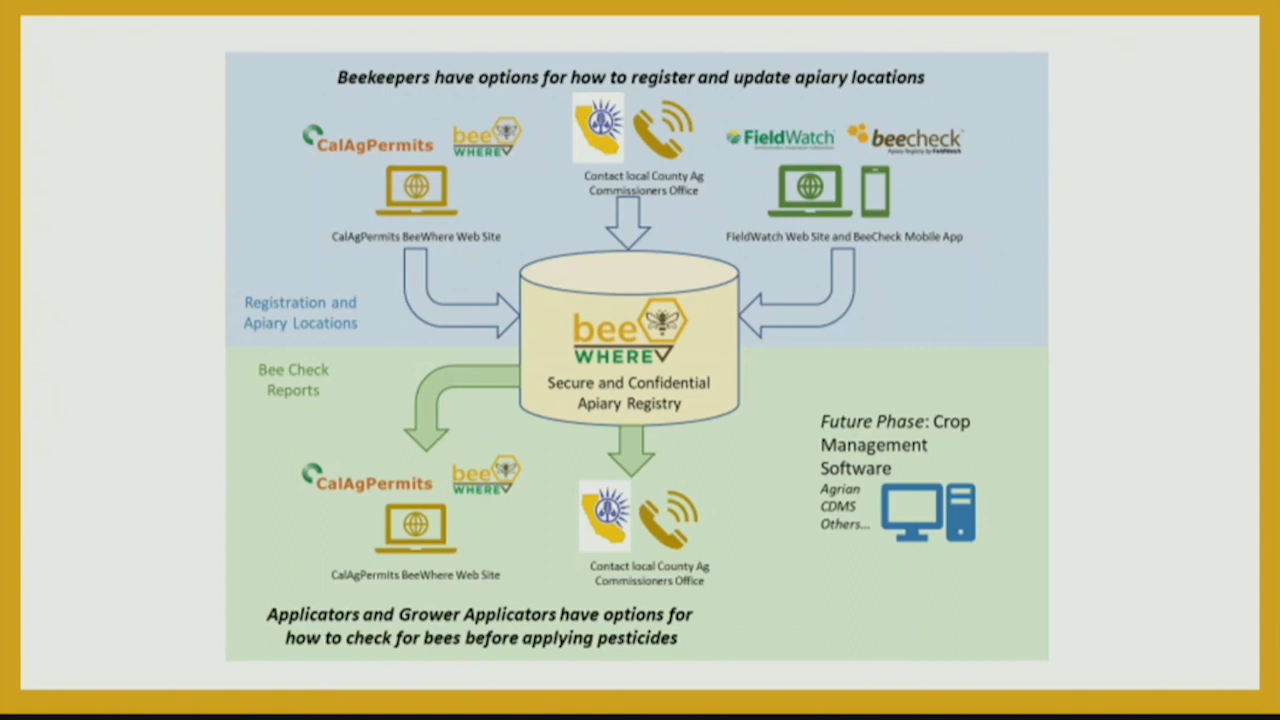 Beekeepers have options for how to register and update apiary locations
CalAgPermits
bee
WHERE
FieldWatch
beecheck
Contact local County Ag
Commissioners Office
CalAgPermits BeeWhere Web Site
FieldWatch Web Site and BeeCheck Mobile App
Registration and
Apiary Locations
bee
WHERE
Secure and Confidential
Apiary Registry
Bee Check
Reports
Future Phase: Crop
Management
Software
Agrian
CDMS
Others...
CalAgPermits
bee
WHERE
CalAgPermits BeeWhere Web Site
Contact local County Ag
Commissioners Office
Applicators and Grower Applicators have options for
how to check for bees before applying pesticides